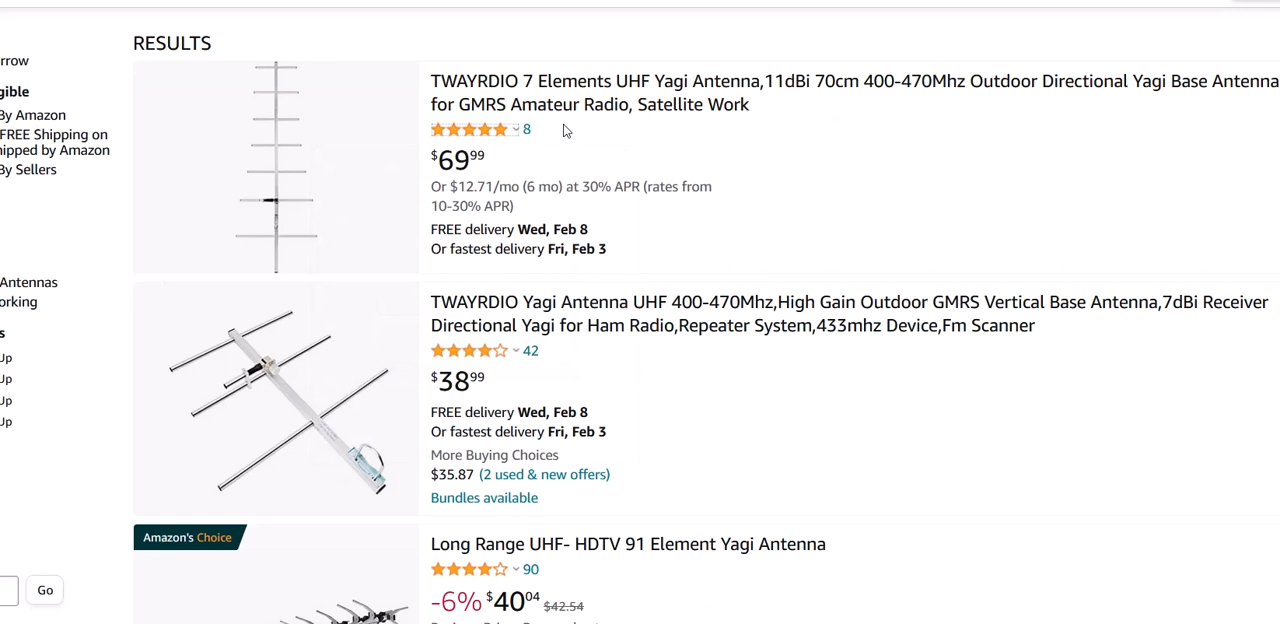 RESULTS
rrow
gible
By Amazon
FREE Shipping on
hipped by Amazon
By Sellers
Antennas
orking
s
Up
Up
Up
Up
Go
TWAYRDIO 7 Elements UHF Yagi Antenna,11dBi 70cm 400-470Mhz Outdoor Directional Yagi Base Antenna
for GMRS Amateur Radio, Satellite Work
8
$69.99
Or $12.71/mo (6 mo) at 30% APR (rates from
10-30% APR)
FREE delivery Wed, Feb 8
Or fastest delivery Fri, Feb 3
TWAYRDIO Yagi Antenna UHF 400-470Mhz,High Gain Outdoor GMRS Vertical Base Antenna,7dBi Receiver
Directional Yagi for Ham Radio,Repeater System,433mhz Device,Fm Scanner
42
$38.99
FREE delivery Wed, Feb 8
Or fastest delivery Fri, Feb 3
More Buying Choices
$35.87 (2 used & new offers)
Bundles available
Amazon's Choice
Long Range UHF- HDTV 91 Element Yagi Antenna
90
-6% $40.04 $42.54